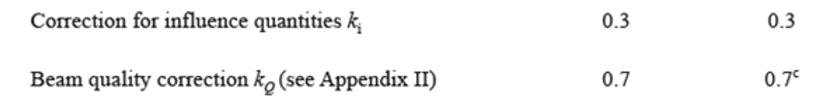 Correction for influence quantities kᵢ 0.3 0.3
Beam quality correction k_Q (see Appendix II) 0.7 0.7ᶜ